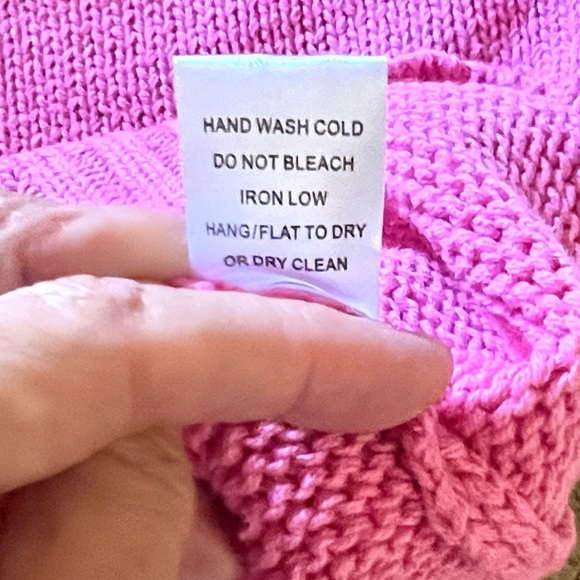 HAND WASH COLD
DO NOT BLEACH
IRON LOW
HANG/FLAT TO DRY
OR DRY CLEAN